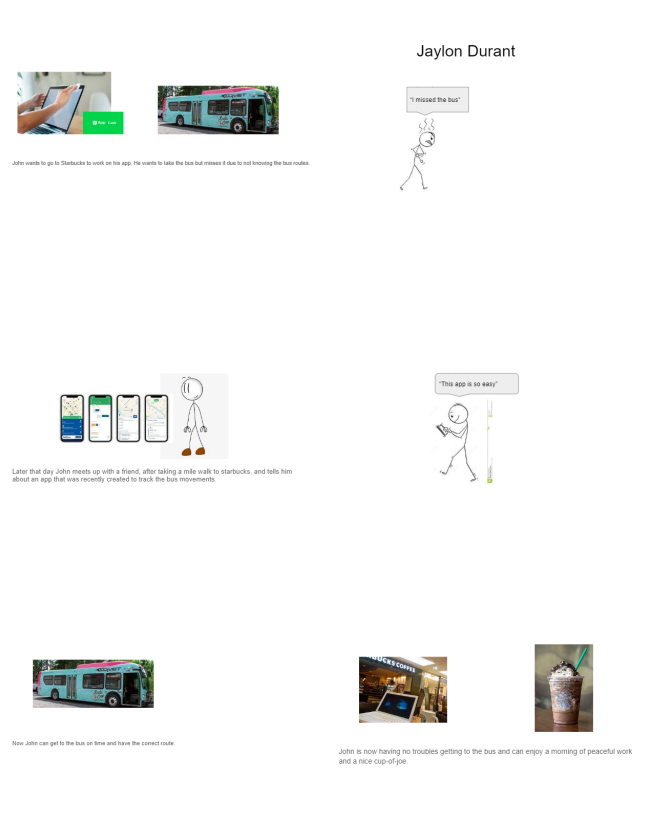 Jaylon Durant
"I missed the bus"
John wants to go to Starbucks to work on his app. He wants to take the bus but misses it due to not knowing the bus routes
"This app is so easy"
Later that day John meets up with a friend, after taking a mile walk to starbucks, and tells him
about an app that was recently created to track the bus movements
Now John can get to the bus on time and have the correct route.
BUCKS COFFEE
John is now having no troubles getting to the bus and can enjoy a morning of peaceful work
and a nice cup-of-joe.